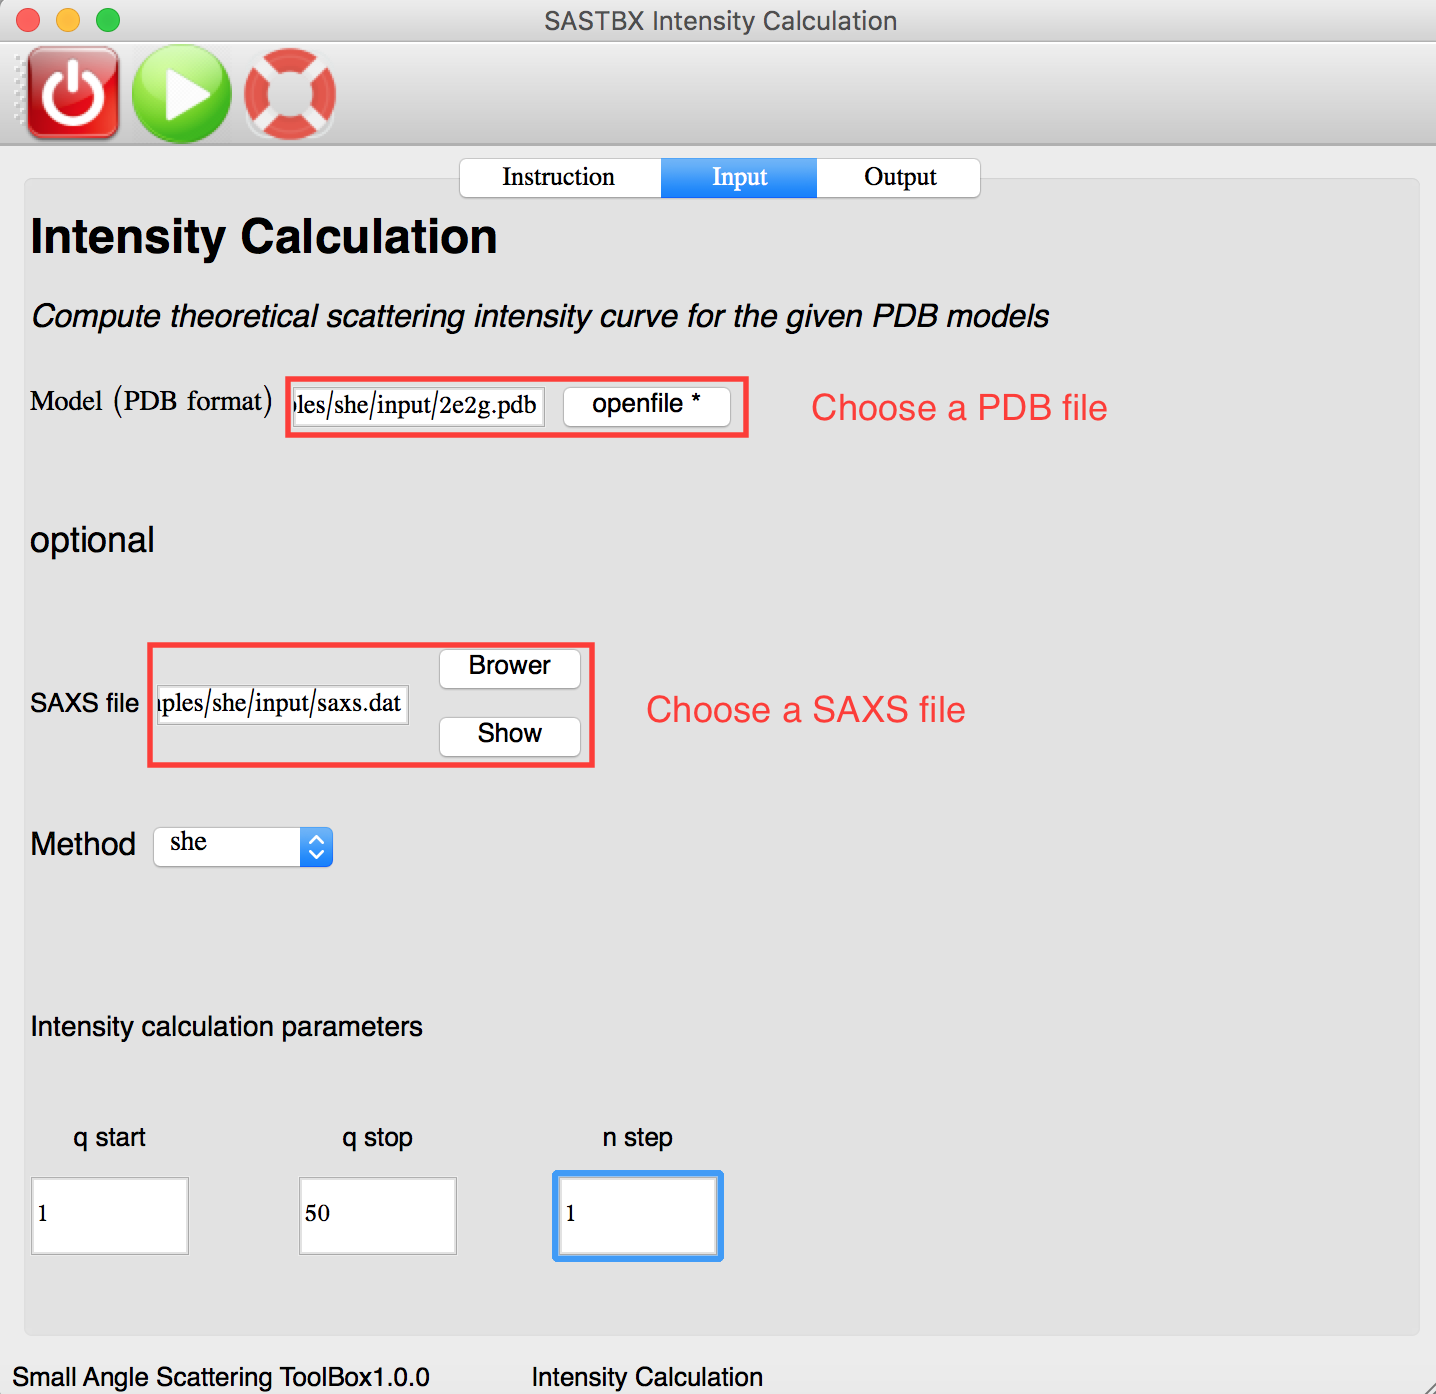 SASTBX Intensity Calculation
Instruction Input Output
Intensity Calculation
Compute theoretical scattering intensity curve for the given PDB models
Model (PDB format) les/she/input/2e2g.pdb openfile * Choose a PDB file
optional
Brower
SAXS file ples/she/input/saxs.dat Choose a SAXS file
Show
Method she
Intensity calculation parameters
q start q stop n step
1 50 1
Small Angle Scattering ToolBox1.0.0 Intensity Calculation